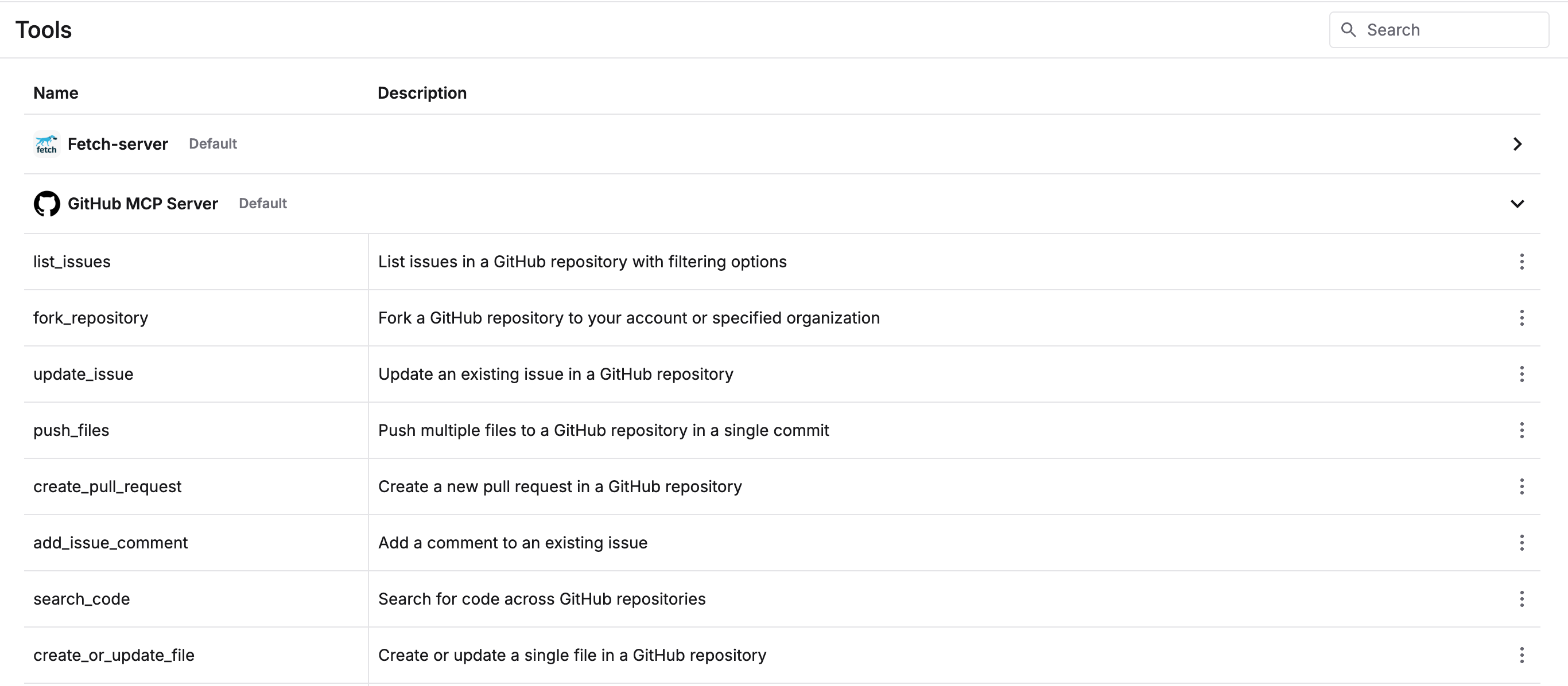 Tools
Search
Name Description
fetch Fetch-server Default
GitHub MCP Server Default
list_issues List issues in a GitHub repository with filtering options
fork_repository Fork a GitHub repository to your account or specified organization
update_issue Update an existing issue in a GitHub repository
push_files Push multiple files to a GitHub repository in a single commit
create_pull_request Create a new pull request in a GitHub repository
add_issue_comment Add a comment to an existing issue
search_code Search for code across GitHub repositories
create_or_update_file Create or update a single file in a GitHub repository